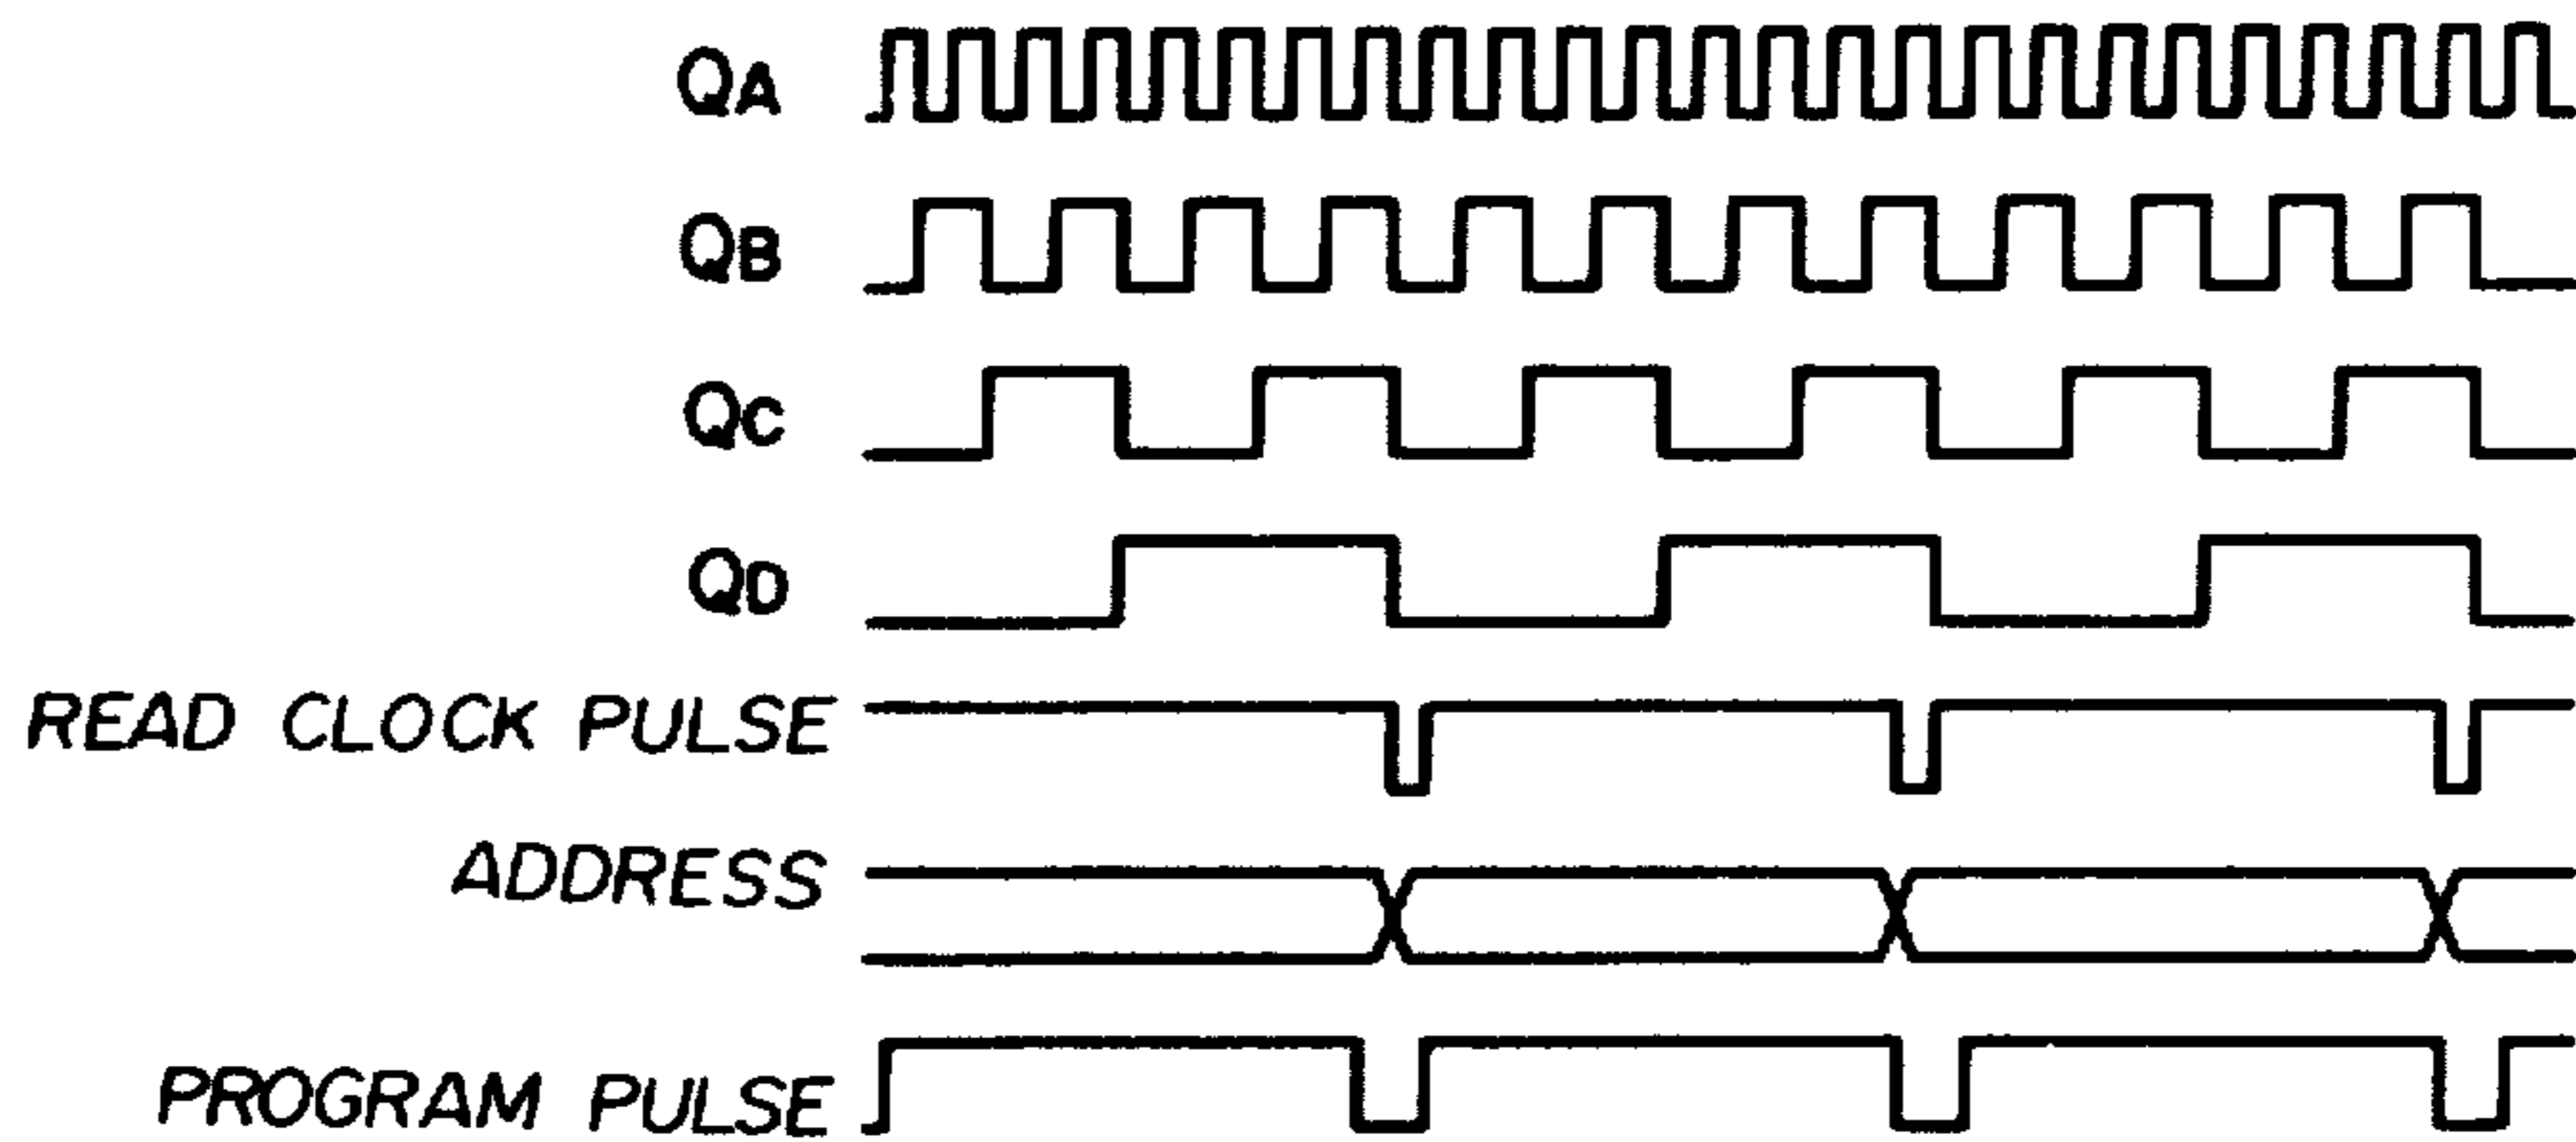 QA
QB
QC
QD
READ CLOCK PULSE
ADDRESS
PROGRAM PULSE